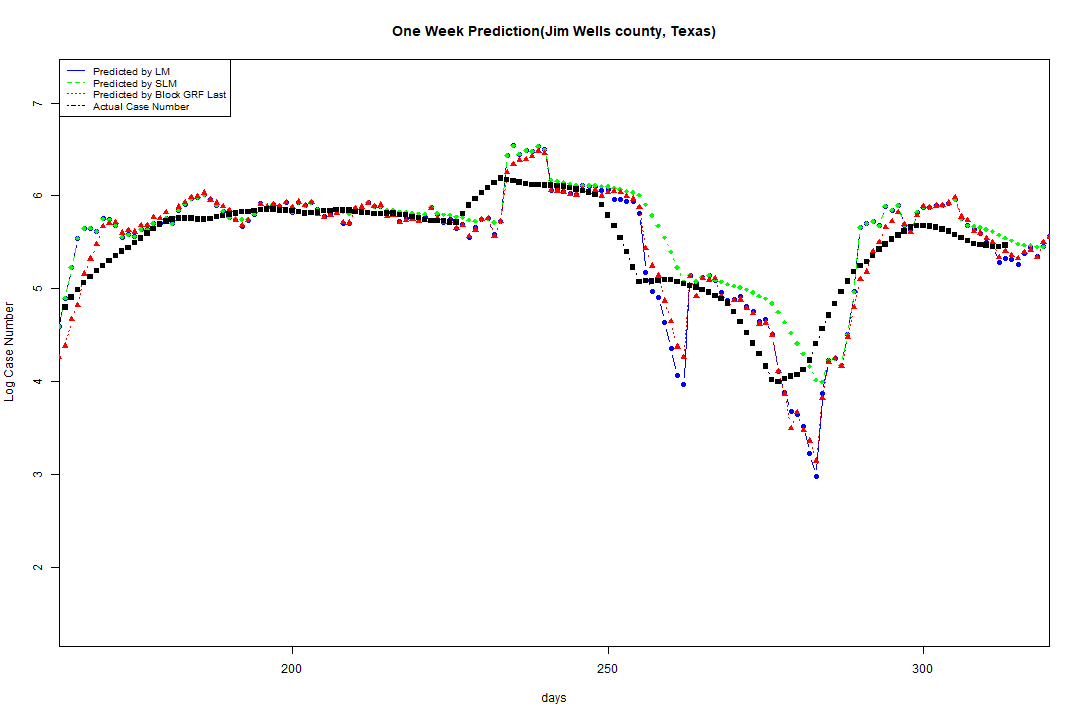 One Week Prediction(Jim Wells county, Texas)
Predicted by LM
Predicted by SLM
Predicted by Block GRF Last
Actual Case Number
7
6
5
4
3
2
Log Case Number
200
250
300
days